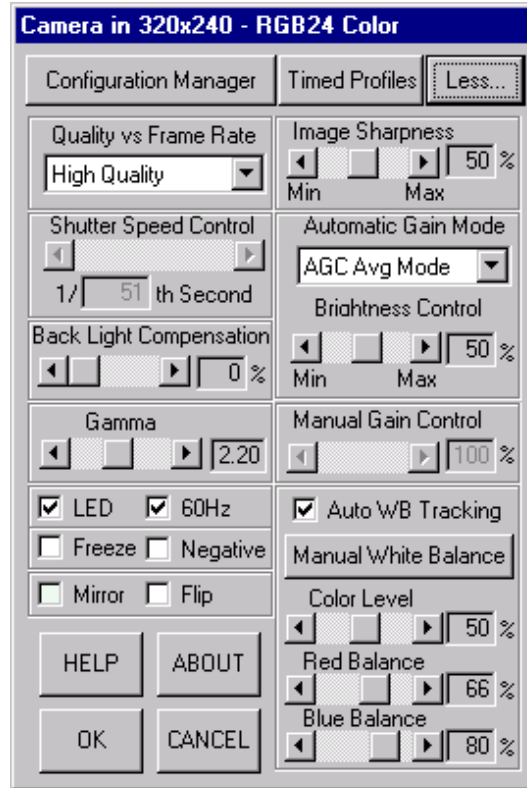 Camera in 320x240 - RGB24 Color
Configuration Manager
Timed Profiles
Less...
Quality vs Frame Rate
High Quality
Shutter Speed Control
1/ 51 th Second
Back Light Compensation
0 %
Gamma
2.20
LED
60Hz
Freeze
Negative
Mirror
Flip
HELP
ABOUT
OK
CANCEL
Image Sharpness
50 %
Min Max
Automatic Gain Mode
AGC Avg Mode
Brightness Control
50 %
Min Max
Manual Gain Control
100 %
Auto WB Tracking
Manual White Balance
Color Level
50 %
Red Balance
66 %
Blue Balance
80 %